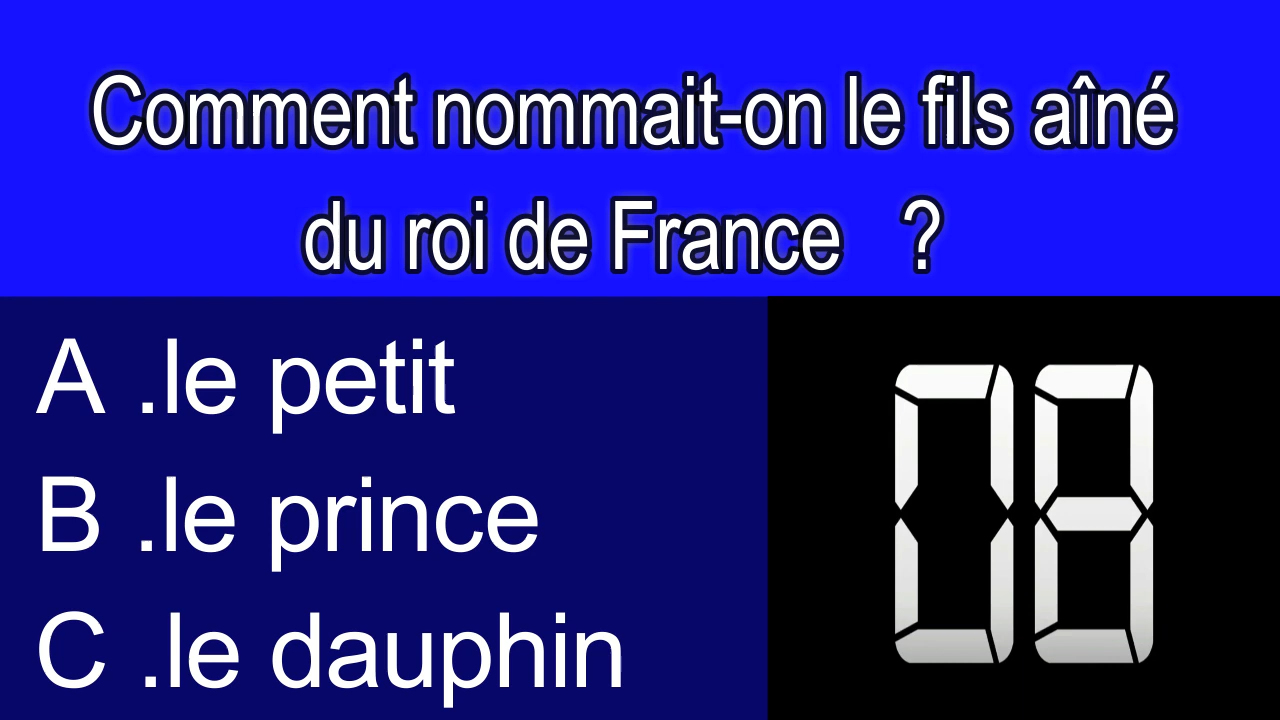 Comment nommait-on le fils aîné
du roi de France ?
A .le petit
B .le prince
C .le dauphin
08